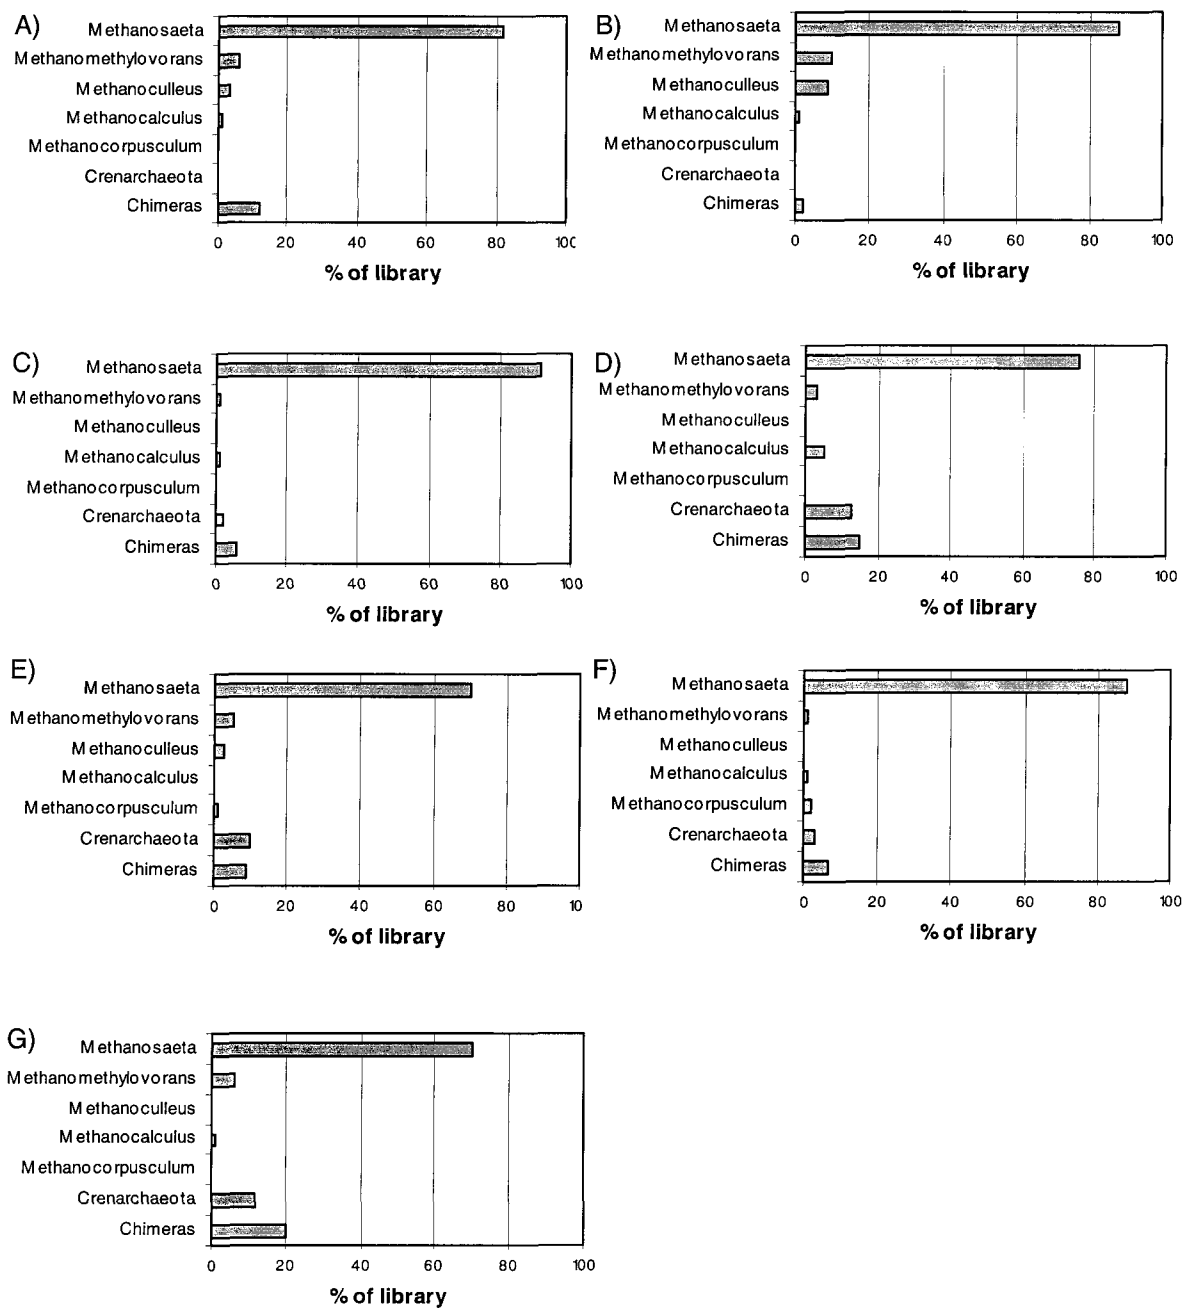 A)
Methanosaeta
Methanomethylovorans
Methanoculleus
Methanocalculus
Methanocorpusculum
Crenarchaeota
Chimeras
0 20 40 60 80 10C
% of library
B)
Methanosaeta
Methanomethylovorans
Methanoculleus
Methanocalculus
Methanocorpusculum
Crenarchaeota
Chimeras
0 20 40 60 80 100
% of library
C)
Methanosaeta
Methanomethylovorans
Methanoculleus
Methanocalculus
Methanocorpusculum
Crenarchaeota
Chimeras
0 20 40 60 80 100
% of library
D)
Methanosaeta
Methanomethylovorans
Methanoculleus
Methanocalculus
Methanocorpusculum
Crenarchaeota
Chimeras
0 20 40 60 80 100
% of library
E)
Methanosaeta
Methanomethylovorans
Methanoculleus
Methanocalculus
Methanocorpusculum
Crenarchaeota
Chimeras
0 20 40 60 80 10
% of library
F)
Methanosaeta
Methanomethylovorans
Methanoculleus
Methanocalculus
Methanocorpusculum
Crenarchaeota
Chimeras
0 20 40 60 80 100
% of library
G)
Methanosaeta
Methanomethylovorans
Methanoculleus
Methanocalculus
Methanocorpusculum
Crenarchaeota
Chimeras
0 20 40 60 80 100
% of library